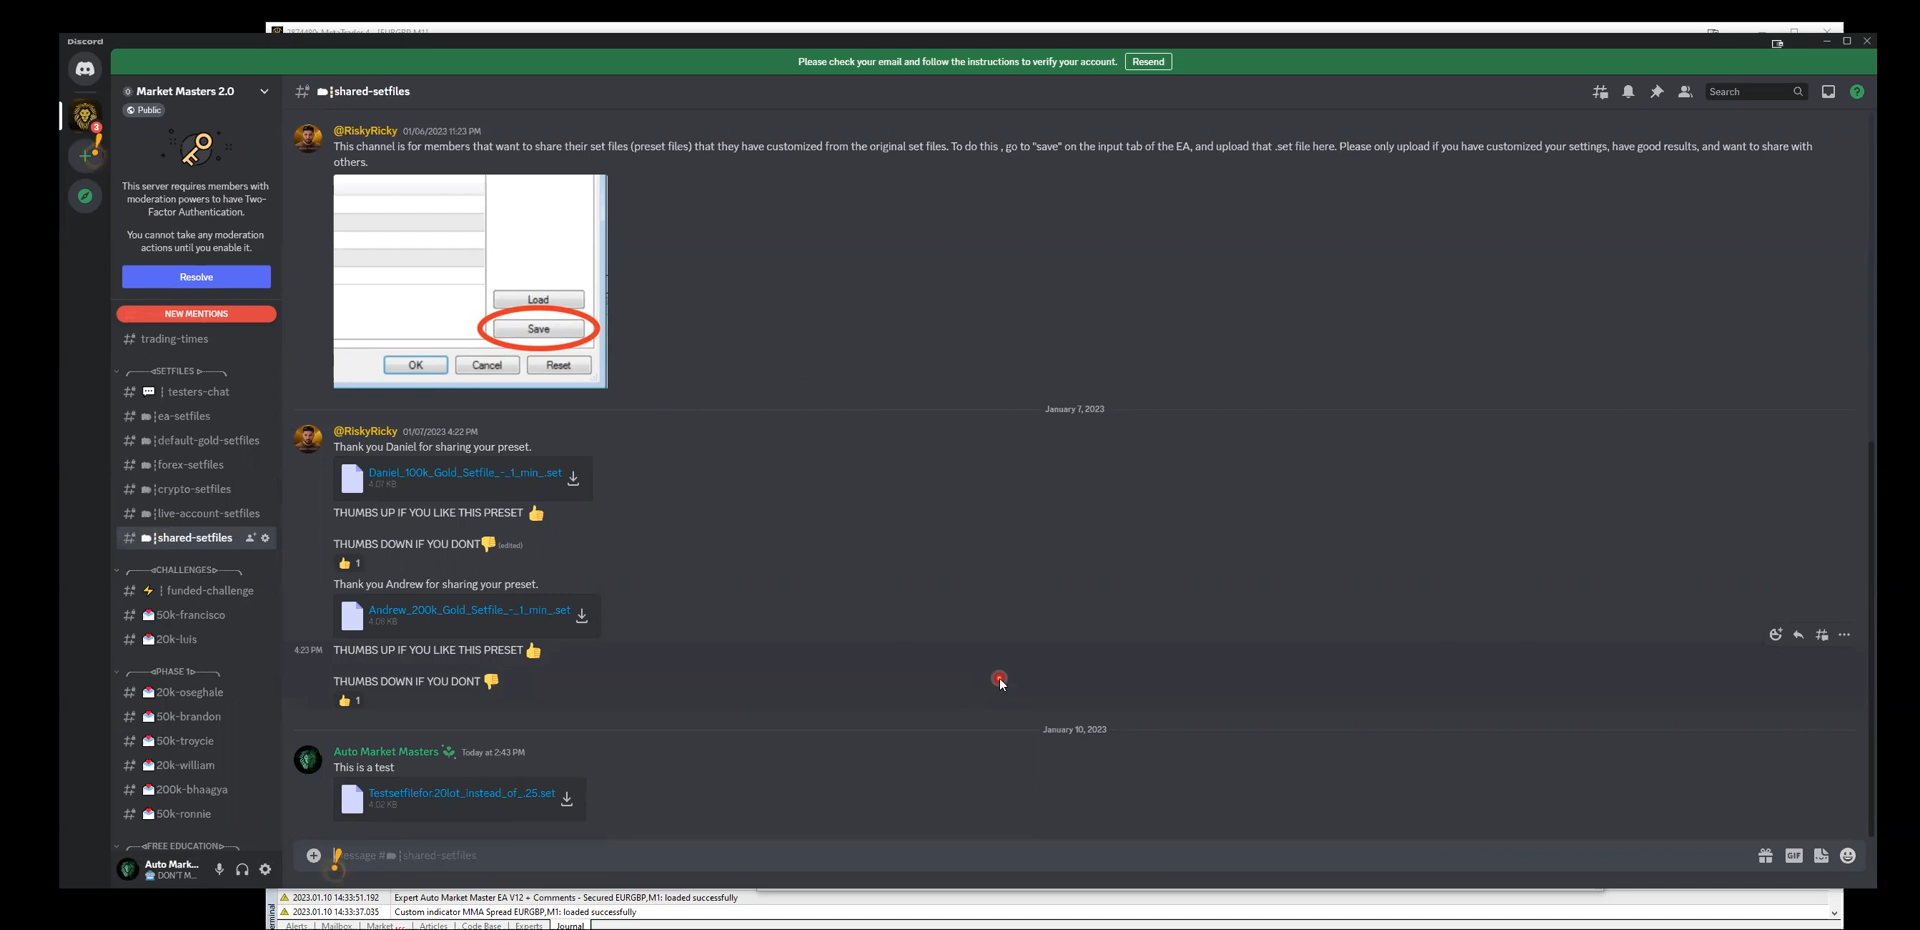 Discord
Please check your email and follow the instructions to verify your account. Resend
Market Masters 2.0
Public
shared-setfiles
Search
3
This server requires members with
moderation powers to have Two-
Factor Authentication.
You cannot take any moderation
actions until you enable it.
Resolve
NEW MENTIONS
trading-times
SETFILES
testers-chat
ea-setfiles
default-gold-setfiles
forex-setfiles
crypto-setfiles
live-account-setfiles
shared-setfiles
CHALLENGES
funded-challenge
50k-francisco
20k-luis
PHASE 1
20k-oseghale
50k-brandon
50k-troycie
20k-william
200k-bhaagya
50k-ronnie
FREE EDUCATION
Auto Mark...
DON'T M...
@RiskyRicky 01/06/2023 11:23 PM
This channel is for members that want to share their set files (preset files) that they have customized from the original set files. To do this , go to "save" on the input tab of the EA, and upload that .set file here. Please only upload if you have customized your settings, have good results, and want to share with
others.
Load
Save
OK Cancel Reset
January 7, 2023
@RiskyRicky 01/07/2023 4:22 PM
Thank you Daniel for sharing your preset.
Daniel_100k_Gold_Setfile_-_1_min_.set
4.07 KB
THUMBS UP IF YOU LIKE THIS PRESET
THUMBS DOWN IF YOU DONT (edited)
1
Thank you Andrew for sharing your preset.
Andrew_200k_Gold_Setfile_-_1_min_.set
4.08 KB
4:23 PM THUMBS UP IF YOU LIKE THIS PRESET
THUMBS DOWN IF YOU DONT
1
January 10, 2023
Auto Market Masters Today at 2:43 PM
This is a test
Testsetfilefor.20lot_instead_of_.25.set
4.02 KB
essage # shared-setfiles
GIF
2023.01.10 14:33:51.192 Expert Auto Market Master EA V12 + Comments - Secured EURGBP,M1: loaded successfully
2023.01.10 14:33:37.035 Custom indicator MMA Spread EURGBP,M1: loaded successfully
Alerts Mailbox Market Articles Code Base Experts Journal